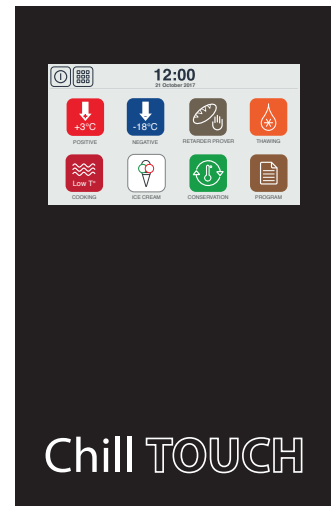 12:00
21 October 2017
+3°C
-18°C
POSITIVE
NEGATIVE
RETARDER PROVER
THAWING
Low T°
COOKING
ICE CREAM
CONSERVATION
PROGRAM
Chill TOUCH